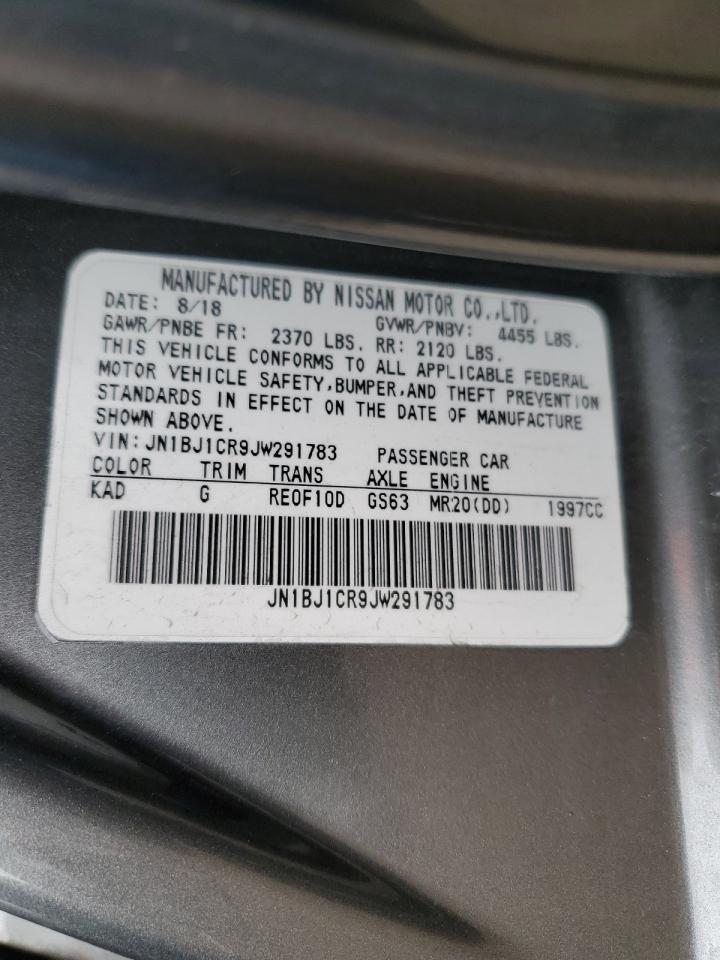 MANUFACTURED BY NISSAN MOTOR CO.,LTD.
DATE: 8/18
GAWR/PNBE FR: 2370 LBS. RR: 2120 LBS. GVWR/PNBV: 4455 LBS.
THIS VEHICLE CONFORMS TO ALL APPLICABLE FEDERAL
MOTOR VEHICLE SAFETY,BUMPER,AND THEFT PREVENTION
STANDARDS IN EFFECT ON THE DATE OF MANUFACTURE
SHOWN ABOVE.
VIN:JN1BJ1CR9JW291783 PASSENGER CAR
COLOR TRIM TRANS AXLE ENGINE
KAD G RE0F10D GS63 MR20(DD) 1997CC
JN1BJ1CR9JW291783